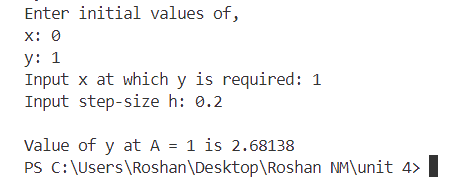 Enter initial values of,
x: 0
y: 1
Input x at which y is required: 1
Input step-size h: 0.2
Value of y at A = 1 is 2.68138
PS C:\Users\Roshan\Desktop\Roshan NM\unit 4>